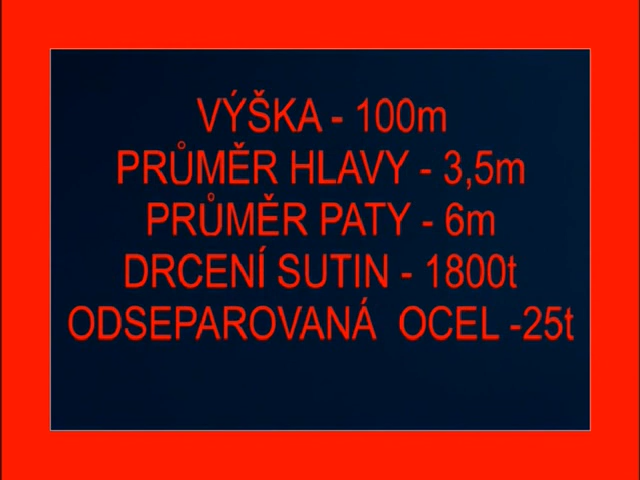 VÝŠKA - 100m
PRŮMĚR HLAVY - 3,5m
PRŮMĚR PATY - 6m
DRCENÍ SUTIN - 1800t
ODSEPAROVANÁ OCEL -25t